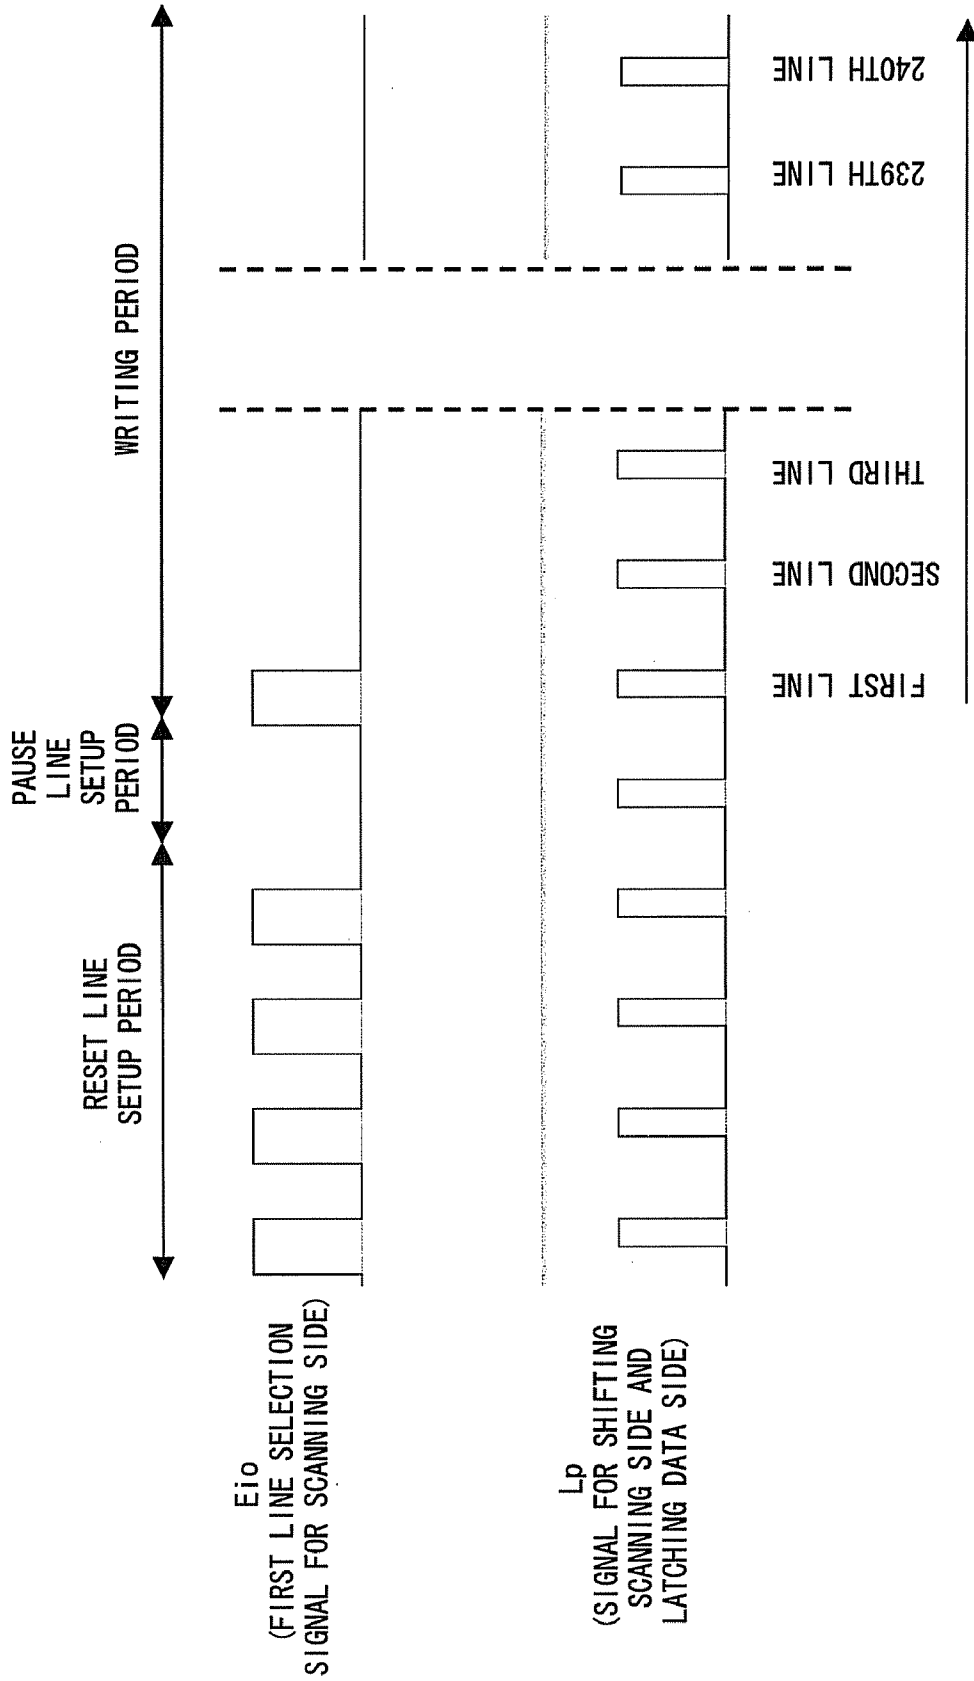 RESET LINE
SETUP PERIOD
PAUSE
LINE
SETUP
PERIOD
WRITING PERIOD
Eio
(FIRST LINE SELECTION
SIGNAL FOR SCANNING SIDE)
Lp
(SIGNAL FOR SHIFTING
SCANNING SIDE AND
LATCHING DATA SIDE)
FIRST LINE
SECOND LINE
THIRD LINE
239TH LINE
240TH LINE